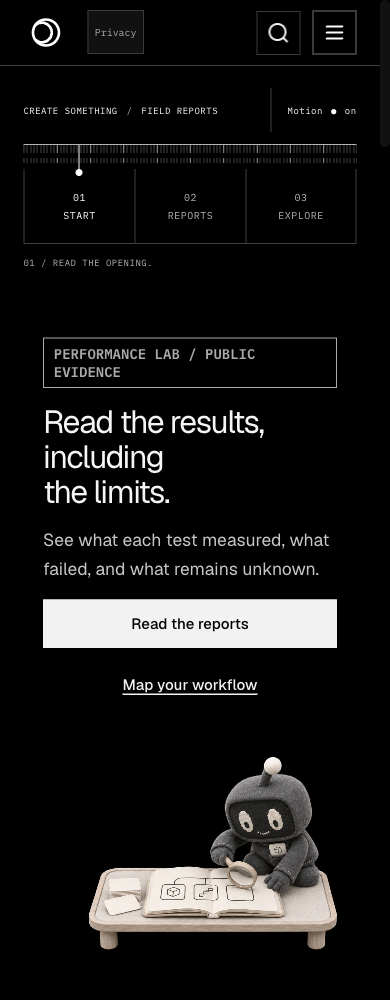 Privacy
CREATE SOMETHING / FIELD REPORTS
Motion ● on
01
START
02
REPORTS
03
EXPLORE
01 / READ THE OPENING.
PERFORMANCE LAB / PUBLIC
EVIDENCE
Read the results,
including
the limits.
See what each test measured, what
failed, and what remains unknown.
Read the reports
Map your workflow